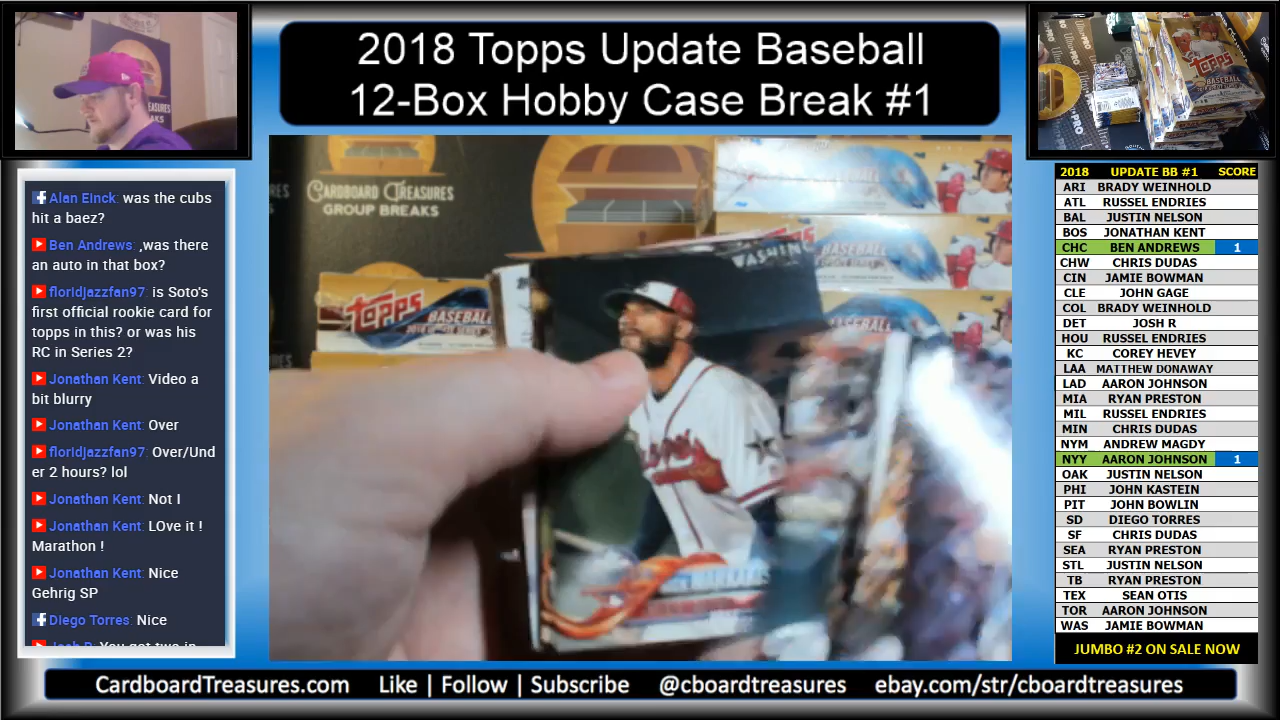 2018 Topps Update Baseball
12-Box Hobby Case Break #1
Alan Einck: was the cubs
hit a baez?
Ben Andrews: ,was there
an auto in that box?
floridjazzfan97: is Soto's
first official rookie card for
topps in this? or was his
RC in Series 2?
Jonathan Kent: Video a
bit blurry
Jonathan Kent: Over
floridjazzfan97: Over/Und
er 2 hours? lol
Jonathan Kent: Not I
Jonathan Kent: LOve it !
Marathon !
Jonathan Kent: Nice
Gehrig SP
Diego Torres: Nice
CARDBOARD TREASURES
GROUP BREAKS
Topps
BASEBALL
BASEBALL
BASEBALL
BASEBALL
Topps
2018 UPDATE BB #1 SCORE
ARI BRADY WEINHOLD
ATL RUSSEL ENDRIES
BAL JUSTIN NELSON
BOS JONATHAN KENT
CHC BEN ANDREWS 1
CHW CHRIS DUDAS
CIN JAMIE BOWMAN
CLE JOHN GAGE
COL BRADY WEINHOLD
DET JOSH R
HOU RUSSEL ENDRIES
KC COREY HEVEY
LAA MATTHEW DONAWAY
LAD AARON JOHNSON
MIA RYAN PRESTON
MIL RUSSEL ENDRIES
MIN CHRIS DUDAS
NYM ANDREW MAGDY
NYY AARON JOHNSON 1
OAK JUSTIN NELSON
PHI JOHN KASTEIN
PIT JOHN BOWLIN
SD DIEGO TORRES
SF CHRIS DUDAS
SEA RYAN PRESTON
STL JUSTIN NELSON
TB RYAN PRESTON
TEX SEAN OTIS
TOR AARON JOHNSON
WAS JAMIE BOWMAN
JUMBO #2 ON SALE NOW
CardboardTreasures.com Like | Follow | Subscribe @cboardtreasures ebay.com/str/cboardtreasures